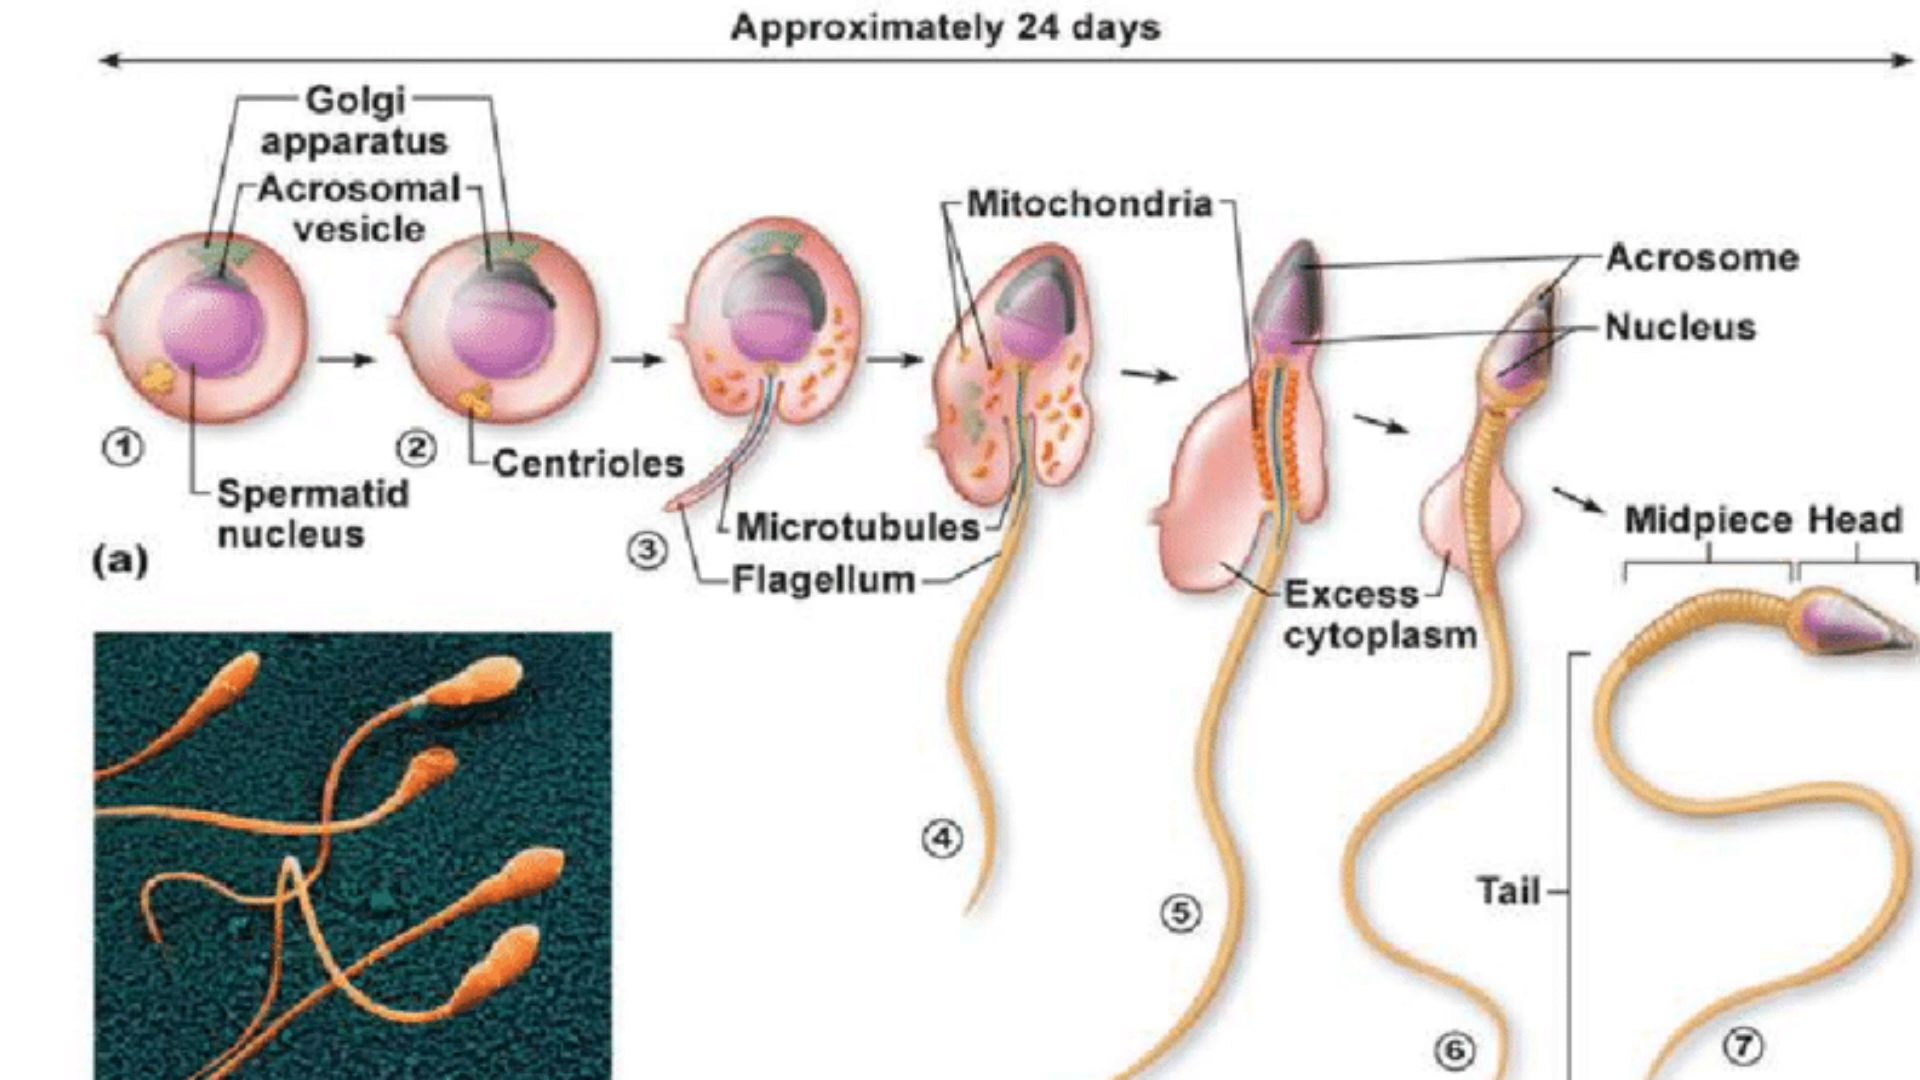 Approximately 24 days
Golgi
apparatus
Acrosomal
vesicle
Mitochondria
Acrosome
Nucleus
1
2
Centrioles
Spermatid
nucleus
(a)
3
Microtubules
Flagellum
Midpiece Head
Excess
cytoplasm
4
5
Tail
6
7